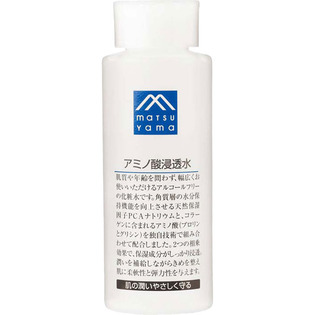 matsu
yama
アミノ酸浸透水
肌質や年齢を問わず、幅広くお
使いいただけるアルコールフリー
の化粧水です。角質層の水分保
持機能を向上させる天然保湿
因子PCAナトリウムと、コラー
ゲンに含まれるアミノ酸(プロリン
とグリシン)を独自技術で組み合
わせて配合しました。2つの相乗
効果で、保湿成分がしっかり浸透。
潤いを補給しながらきめを整え
肌に柔軟性と弾力性を与えます。
肌の潤いやさしく守る